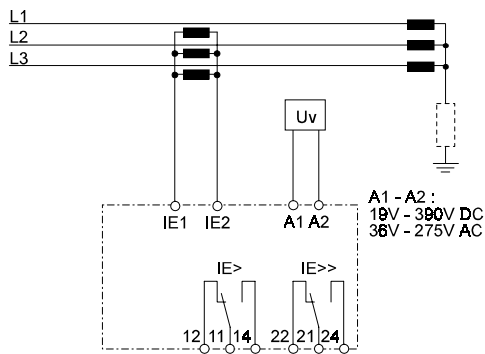 L1
L2
L3
Uv
IE1 IE2 A1 A2
A1 - A2 :
19V - 390V DC
36V - 275V AC
IE> IE>>
12 11 14 22 21 24